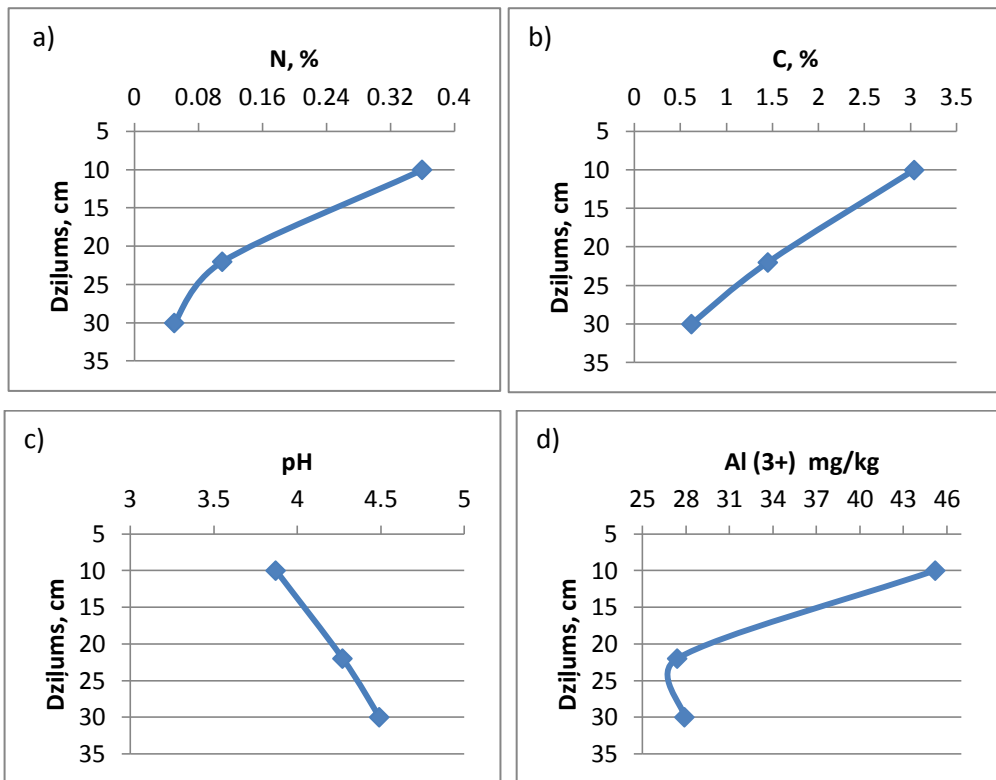 a)
N, %
0 0.08 0.16 0.24 0.32 0.4
5
10
15
20
25
30
35
Dziļums, cm
b)
C, %
0 0.5 1 1.5 2 2.5 3 3.5
5
10
15
20
25
30
35
Dziļums, cm
c)
pH
3 3.5 4 4.5 5
5
10
15
20
25
30
35
Dziļums, cm
d)
Al (3+) mg/kg
25 28 31 34 37 40 43 46
5
10
15
20
25
30
35
Dziļums, cm